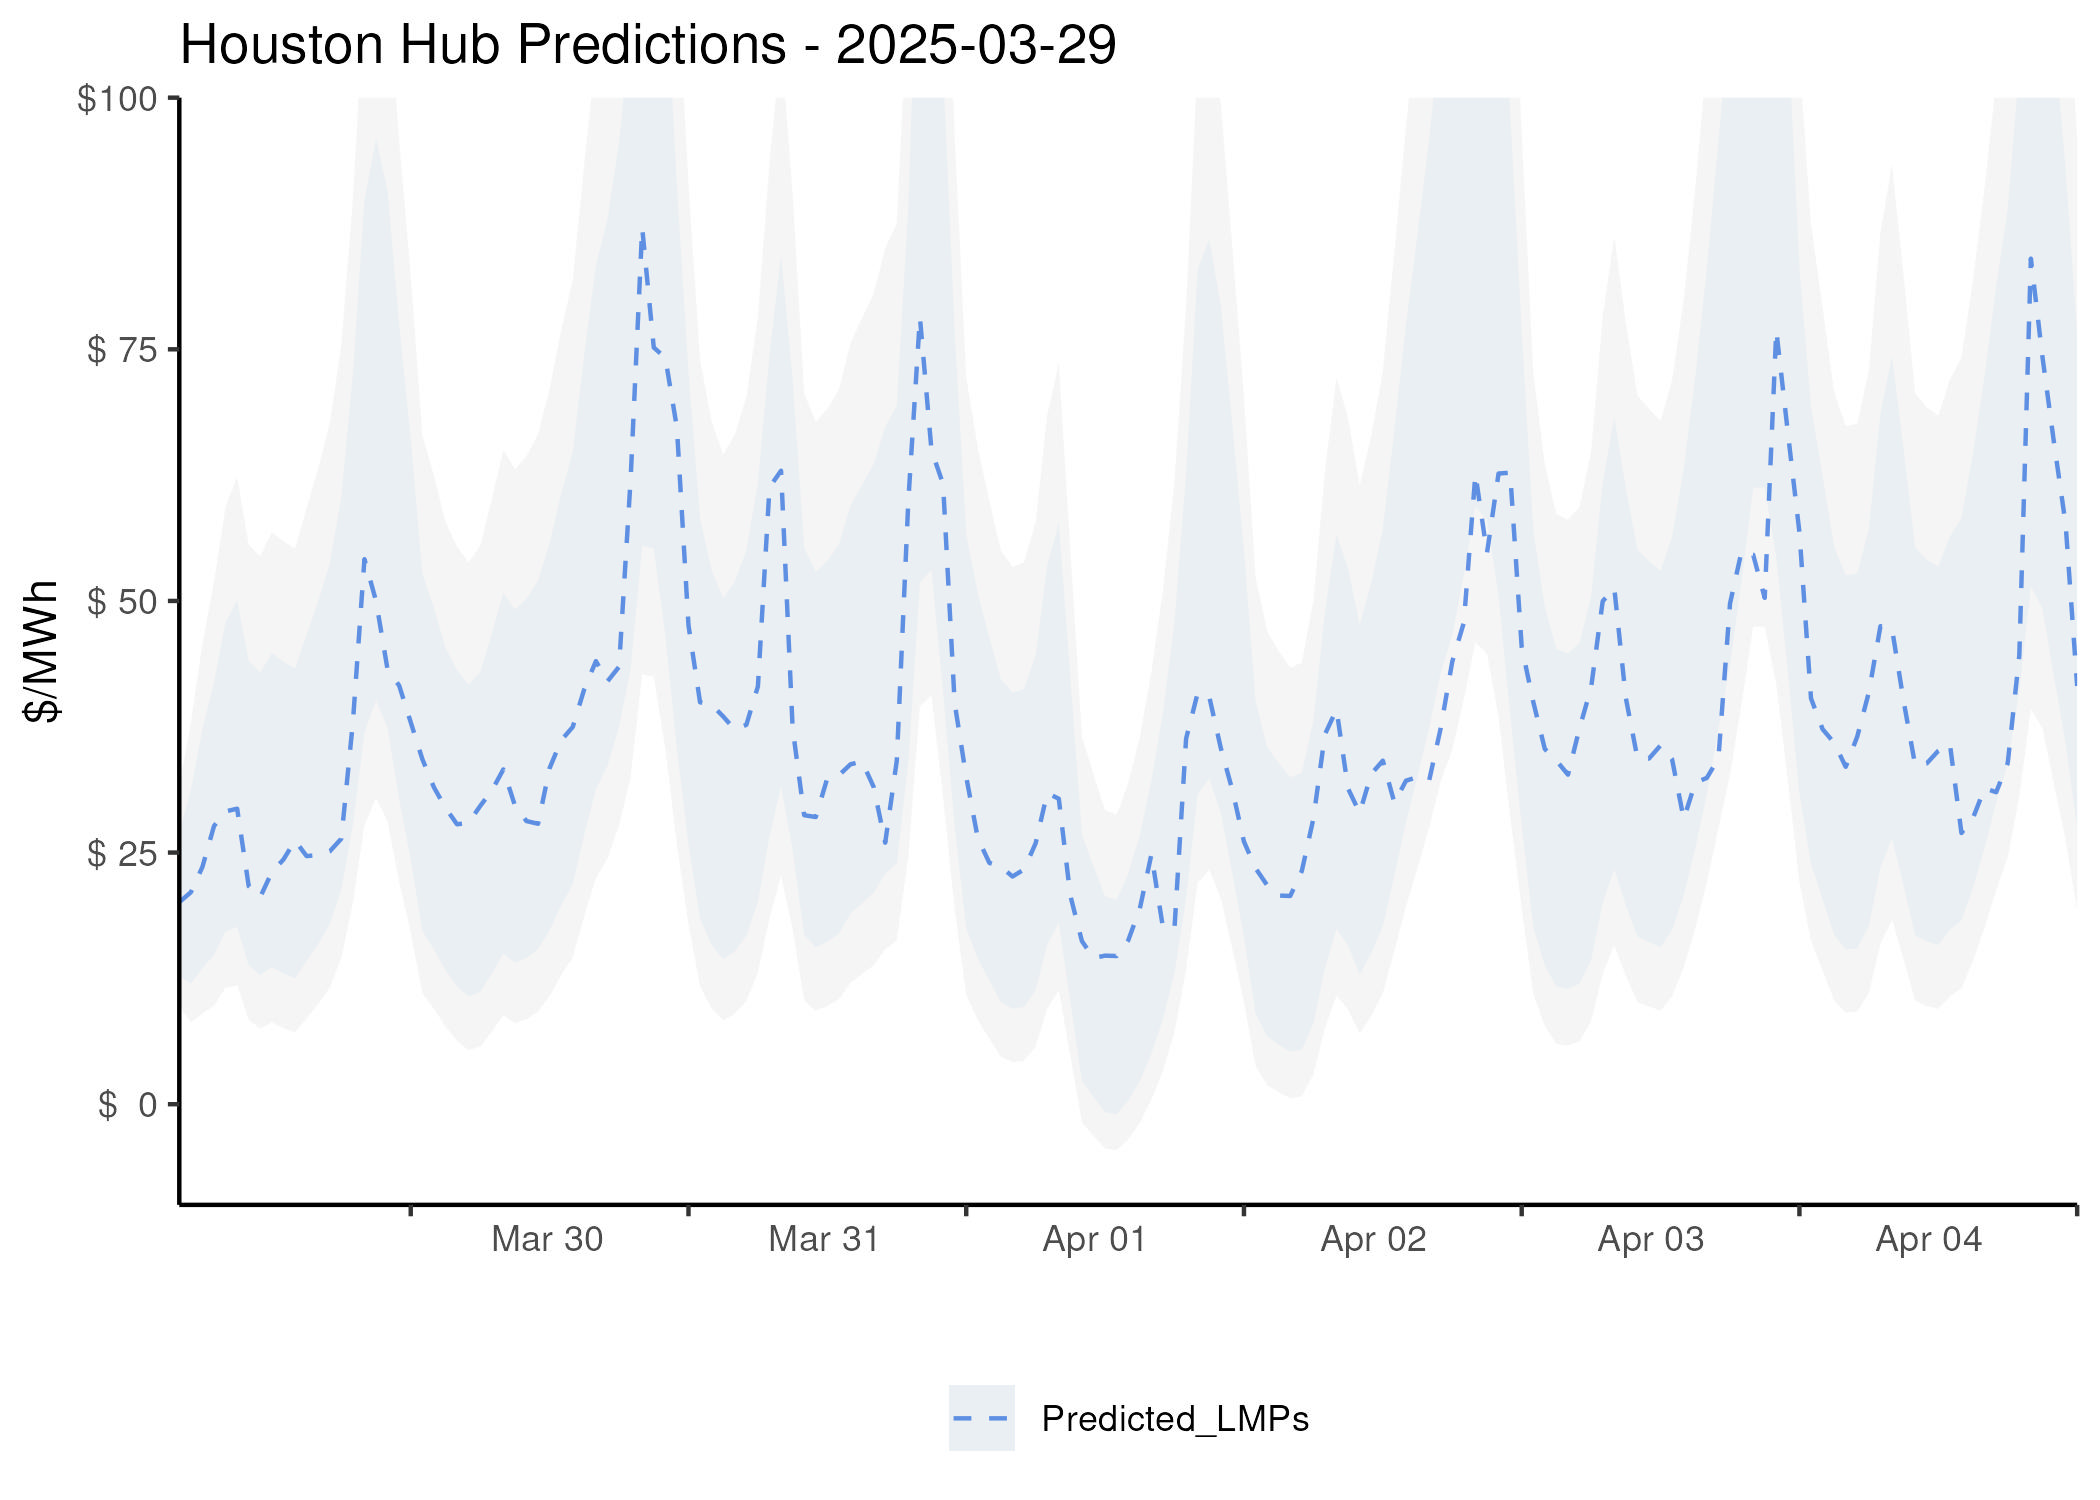 Houston Hub Predictions - 2025-03-29
$100
$ 75
$ 50
$ 25
$  0
$/MWh
Mar 30 Mar 31 Apr 01 Apr 02 Apr 03 Apr 04
Predicted_LMPs